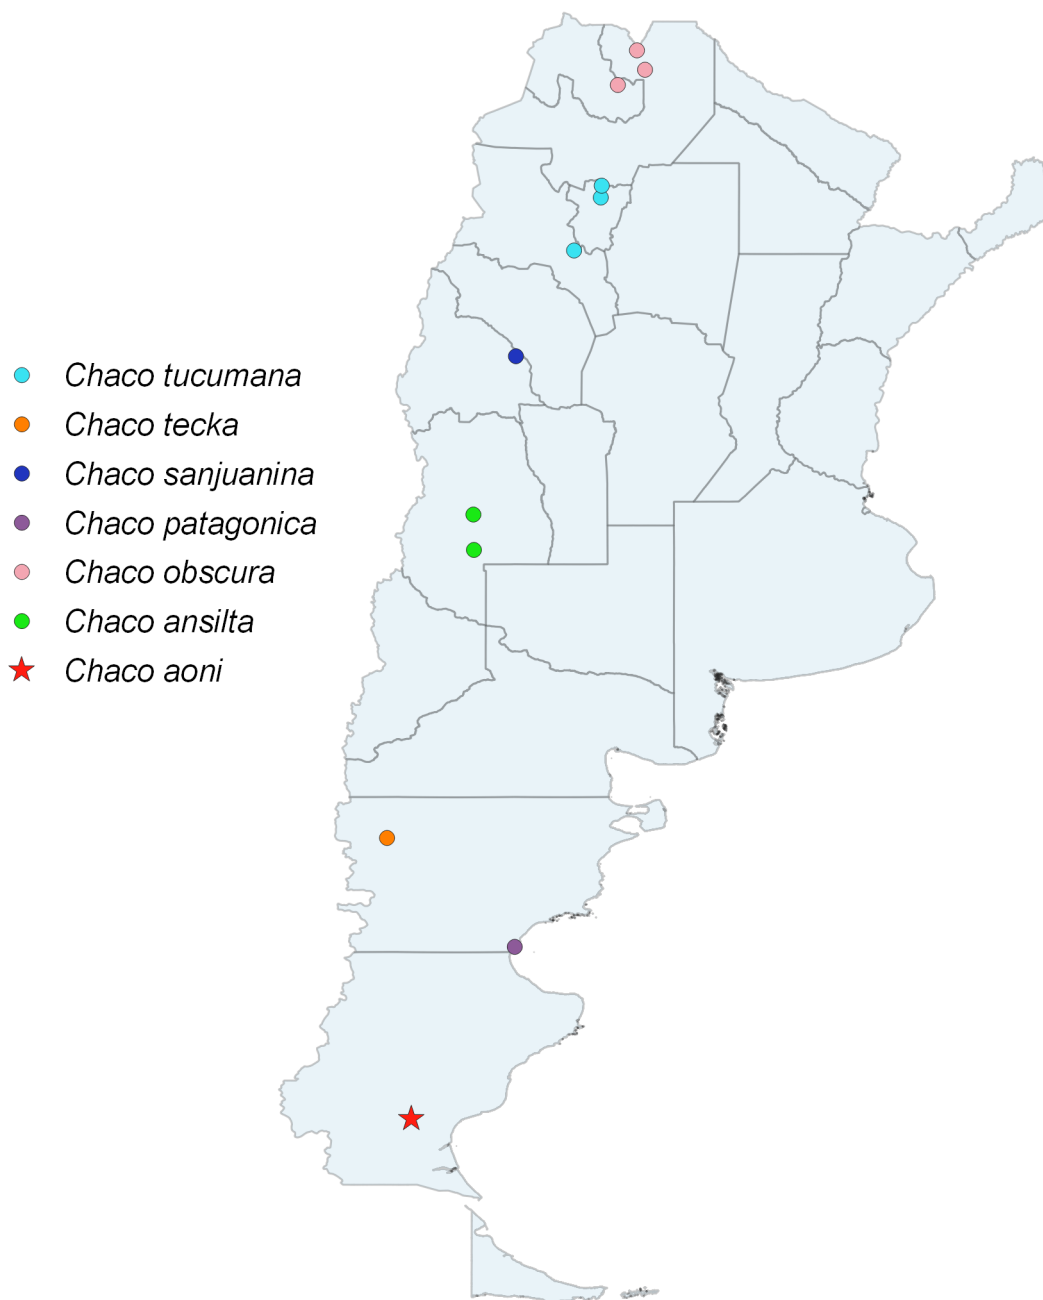 Chaco tucumana
Chaco tecka
Chaco sanjuanina
Chaco patagonica
Chaco obscura
Chaco ansilta
Chaco aoni